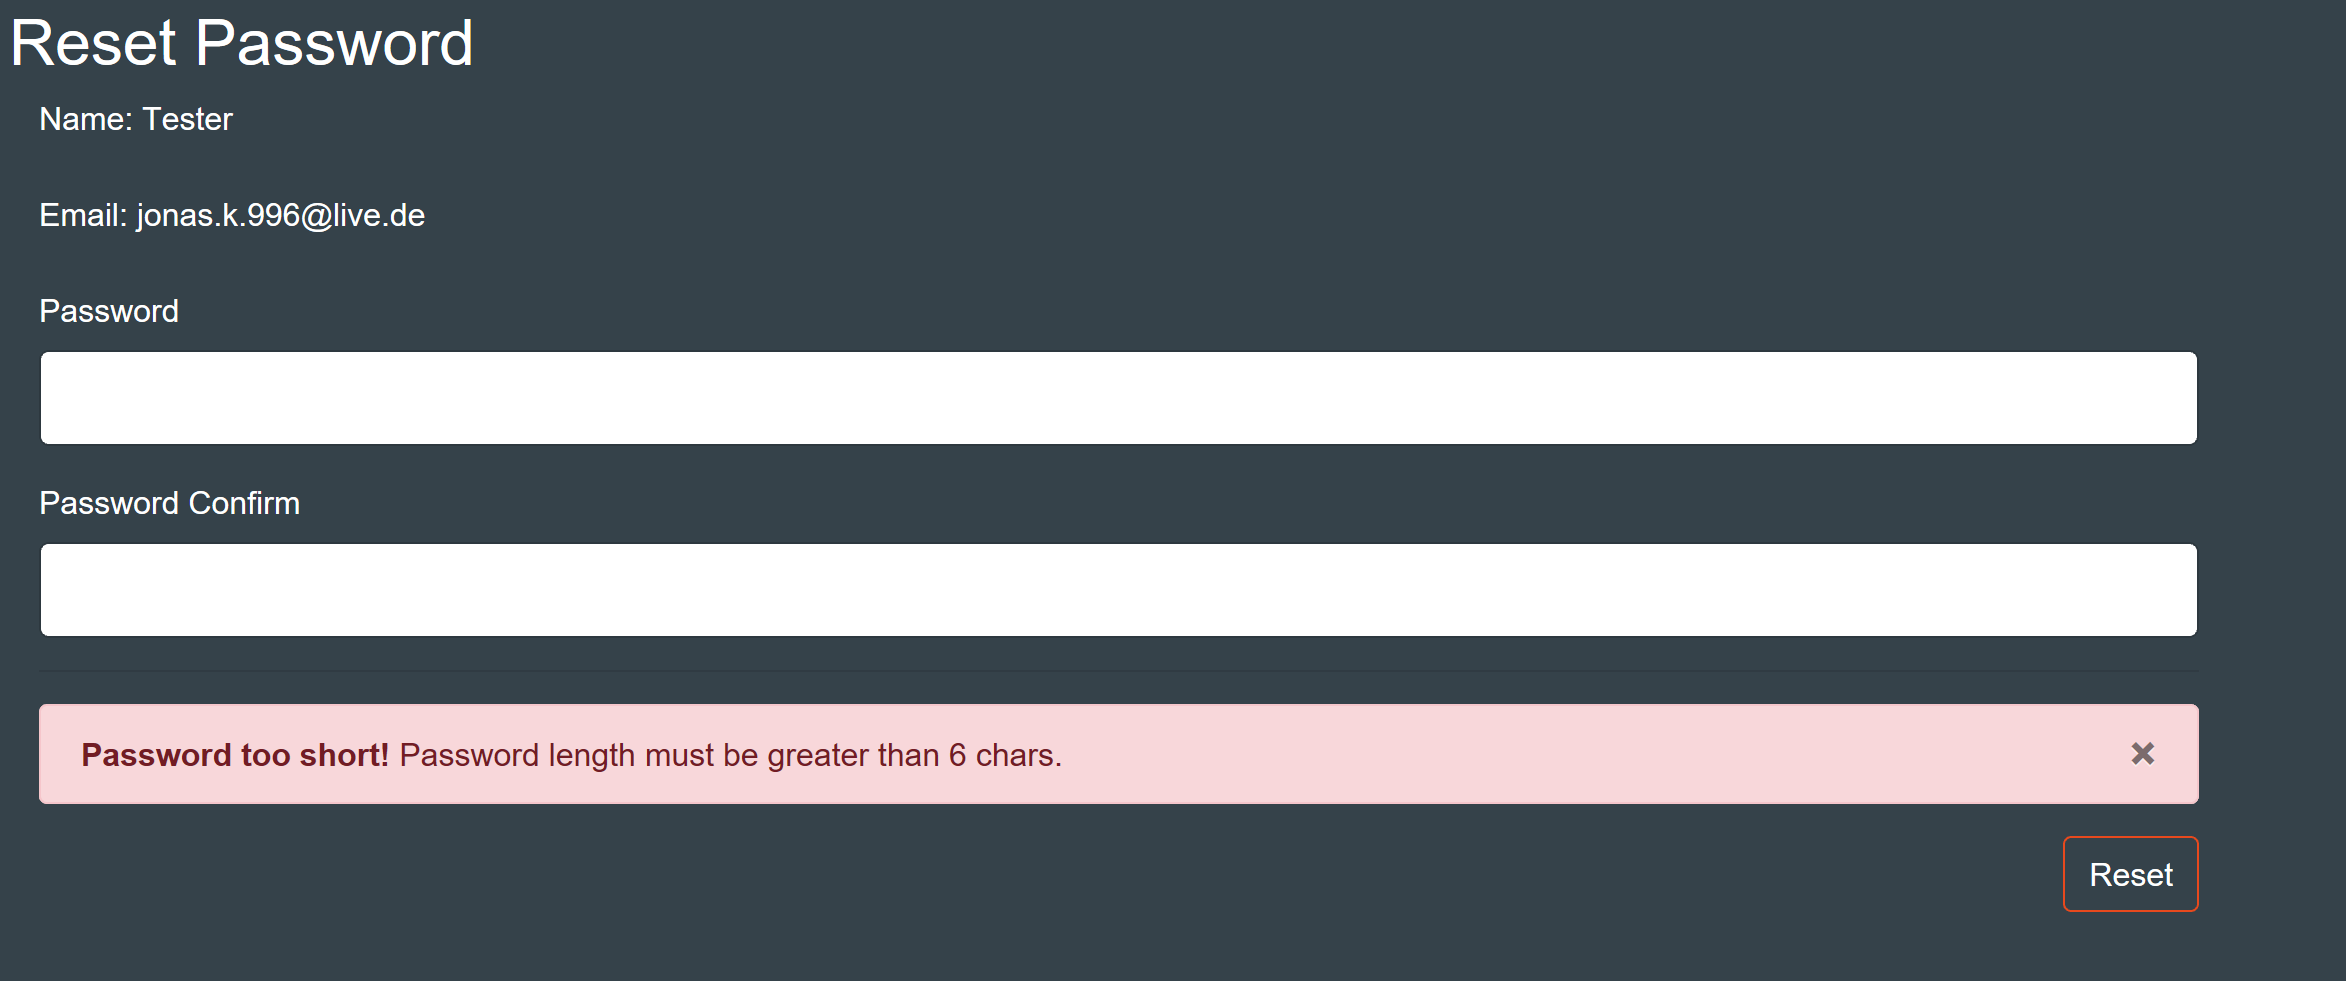 Reset Password
Name: Tester
Email: jonas.k.996@live.de
Password
Password Confirm
Password too short! Password length must be greater than 6 chars. ×
Reset